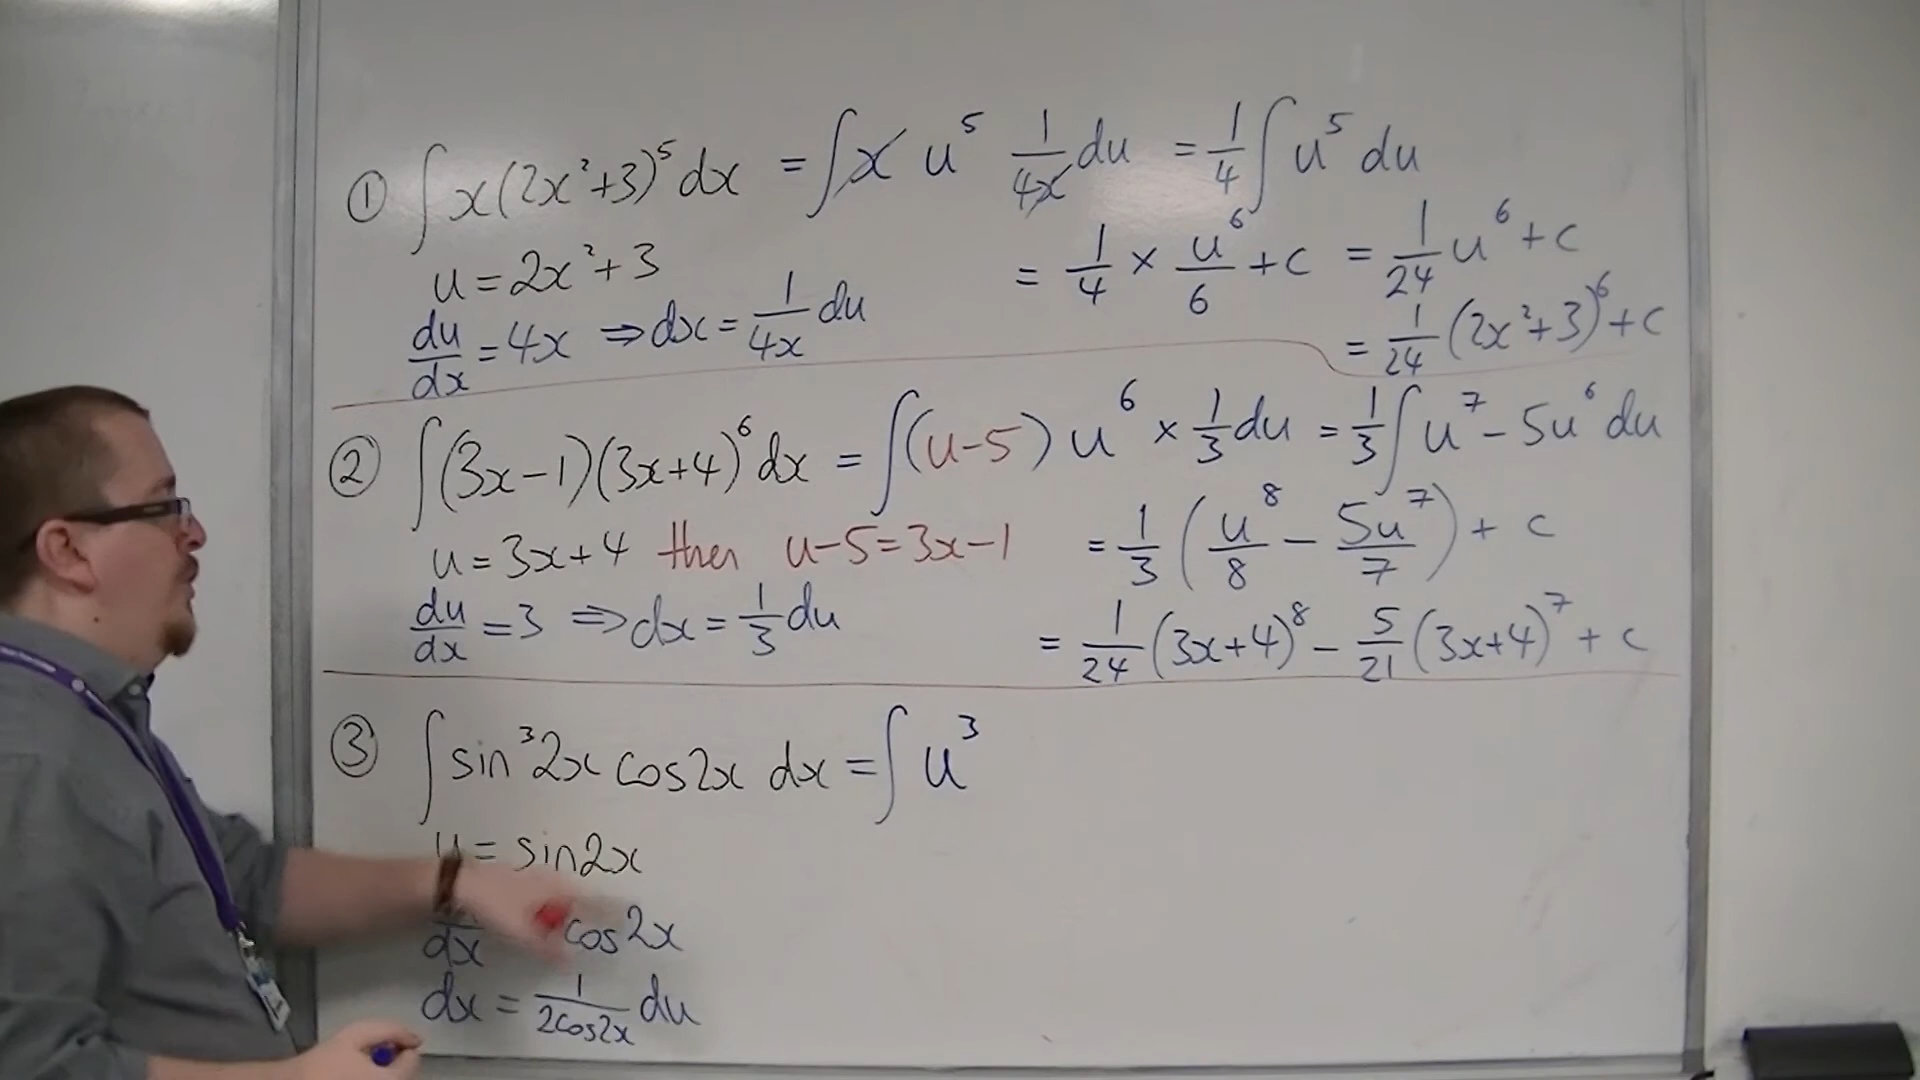 ① ∫ x(2x²+3)⁵ dx = ∫ x u⁵ 1/4x du = 1/4 ∫ u⁵ du
u = 2x²+3
= 1/4 × u⁶/6 + c = 1/24 u⁶ + c
du/dx = 4x ⇒ dx = 1/4x du
= 1/24 (2x²+3)⁶ + c
② ∫ (3x-1)(3x+4)⁶ dx = ∫ (u-5) u⁶ × 1/3 du = 1/3 ∫ u⁷ - 5u⁶ du
u = 3x+4 then u-5 = 3x-1
= 1/3 (u⁸/8 - 5u⁷/7) + c
du/dx = 3 ⇒ dx = 1/3 du
= 1/24 (3x+4)⁸ - 5/21 (3x+4)⁷ + c
③ ∫ sin³2x cos2x dx = ∫ u³
u = sin2x
dx cos2x
dx = 1/2cos2x du